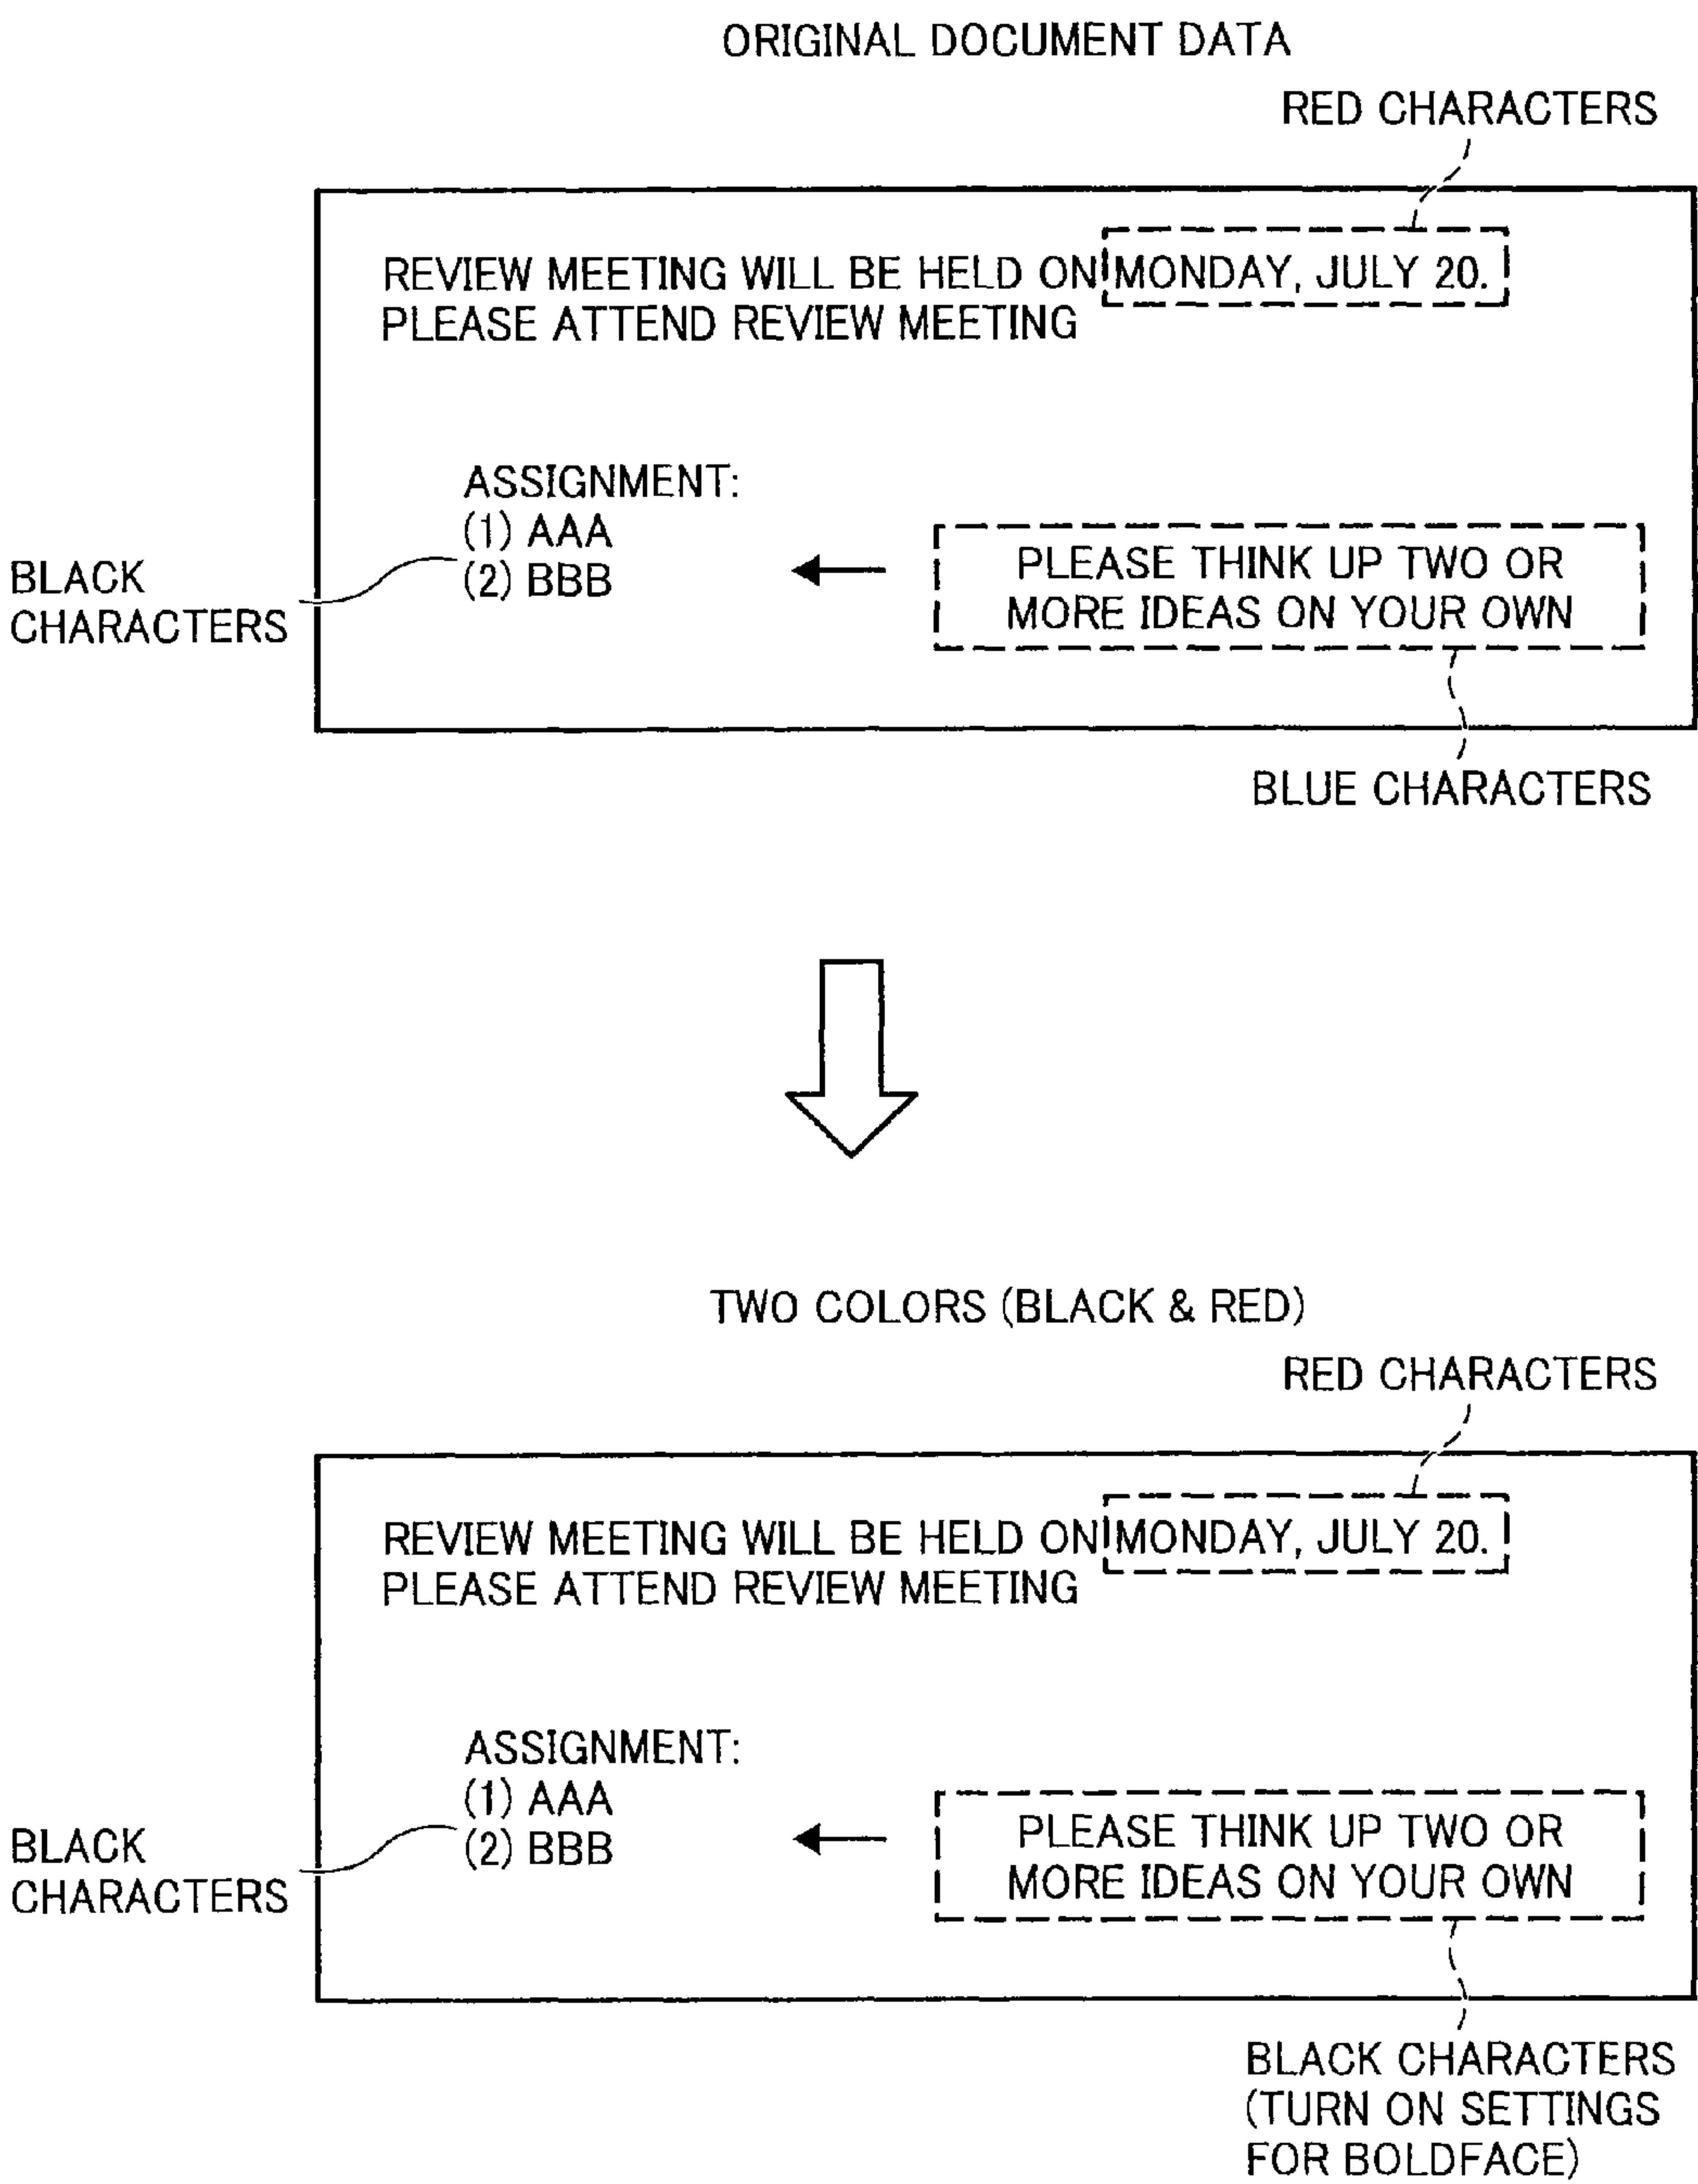 ORIGINAL DOCUMENT DATA
RED CHARACTERS
REVIEW MEETING WILL BE HELD ON MONDAY, JULY 20.
PLEASE ATTEND REVIEW MEETING
ASSIGNMENT:
(1) AAA
(2) BBB
BLACK
CHARACTERS
PLEASE THINK UP TWO OR
MORE IDEAS ON YOUR OWN
BLUE CHARACTERS
TWO COLORS (BLACK & RED)
RED CHARACTERS
REVIEW MEETING WILL BE HELD ON MONDAY, JULY 20.
PLEASE ATTEND REVIEW MEETING
ASSIGNMENT:
(1) AAA
(2) BBB
BLACK
CHARACTERS
PLEASE THINK UP TWO OR
MORE IDEAS ON YOUR OWN
BLACK CHARACTERS
(TURN ON SETTINGS
FOR BOLDFACE)